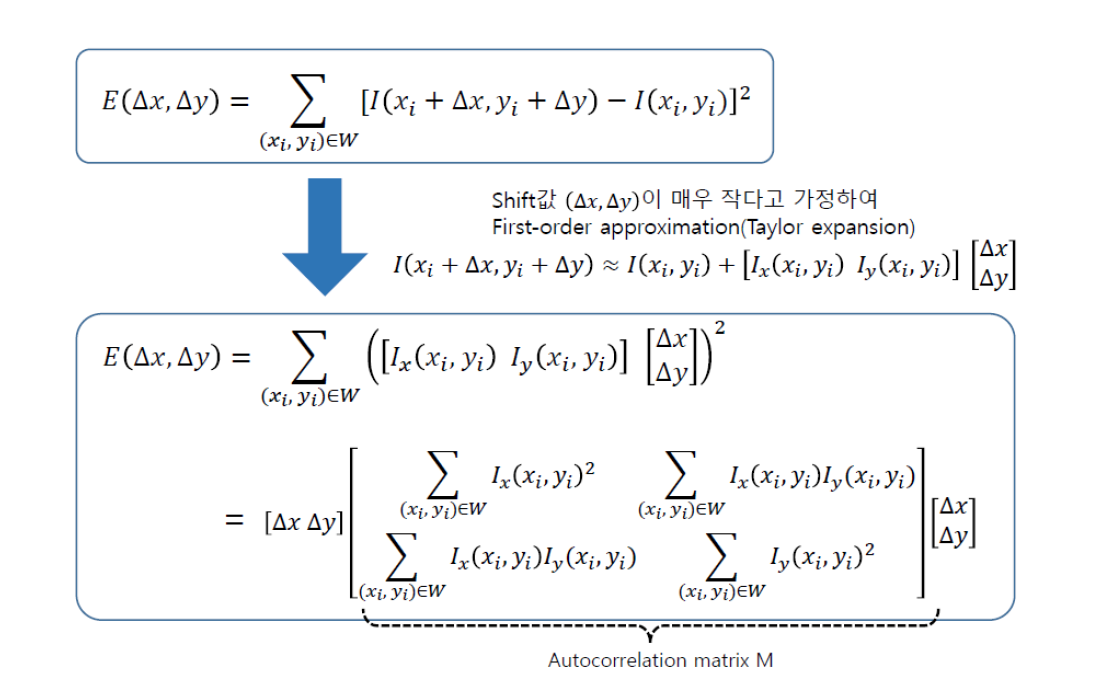 E(Δx, Δy) = ∑_{(x_i, y_i)∈W} [I(x_i + Δx, y_i + Δy) − I(x_i, y_i)]²
Shift값 (Δx, Δy)이 매우 작다고 가정하여
First-order approximation(Taylor expansion)
I(x_i + Δx, y_i + Δy) ≈ I(x_i, y_i) + [I_x(x_i, y_i) I_y(x_i, y_i)] [Δx Δy]
E(Δx, Δy) = ∑_{(x_i, y_i)∈W} ([I_x(x_i, y_i) I_y(x_i, y_i)] [Δx Δy])²
= [Δx Δy] [∑_{(x_i, y_i)∈W} I_x(x_i, y_i)² ∑_{(x_i, y_i)∈W} I_x(x_i, y_i)I_y(x_i, y_i)
∑_{(x_i, y_i)∈W} I_x(x_i, y_i)I_y(x_i, y_i) ∑_{(x_i, y_i)∈W} I_y(x_i, y_i)²] [Δx Δy]
Autocorrelation matrix M